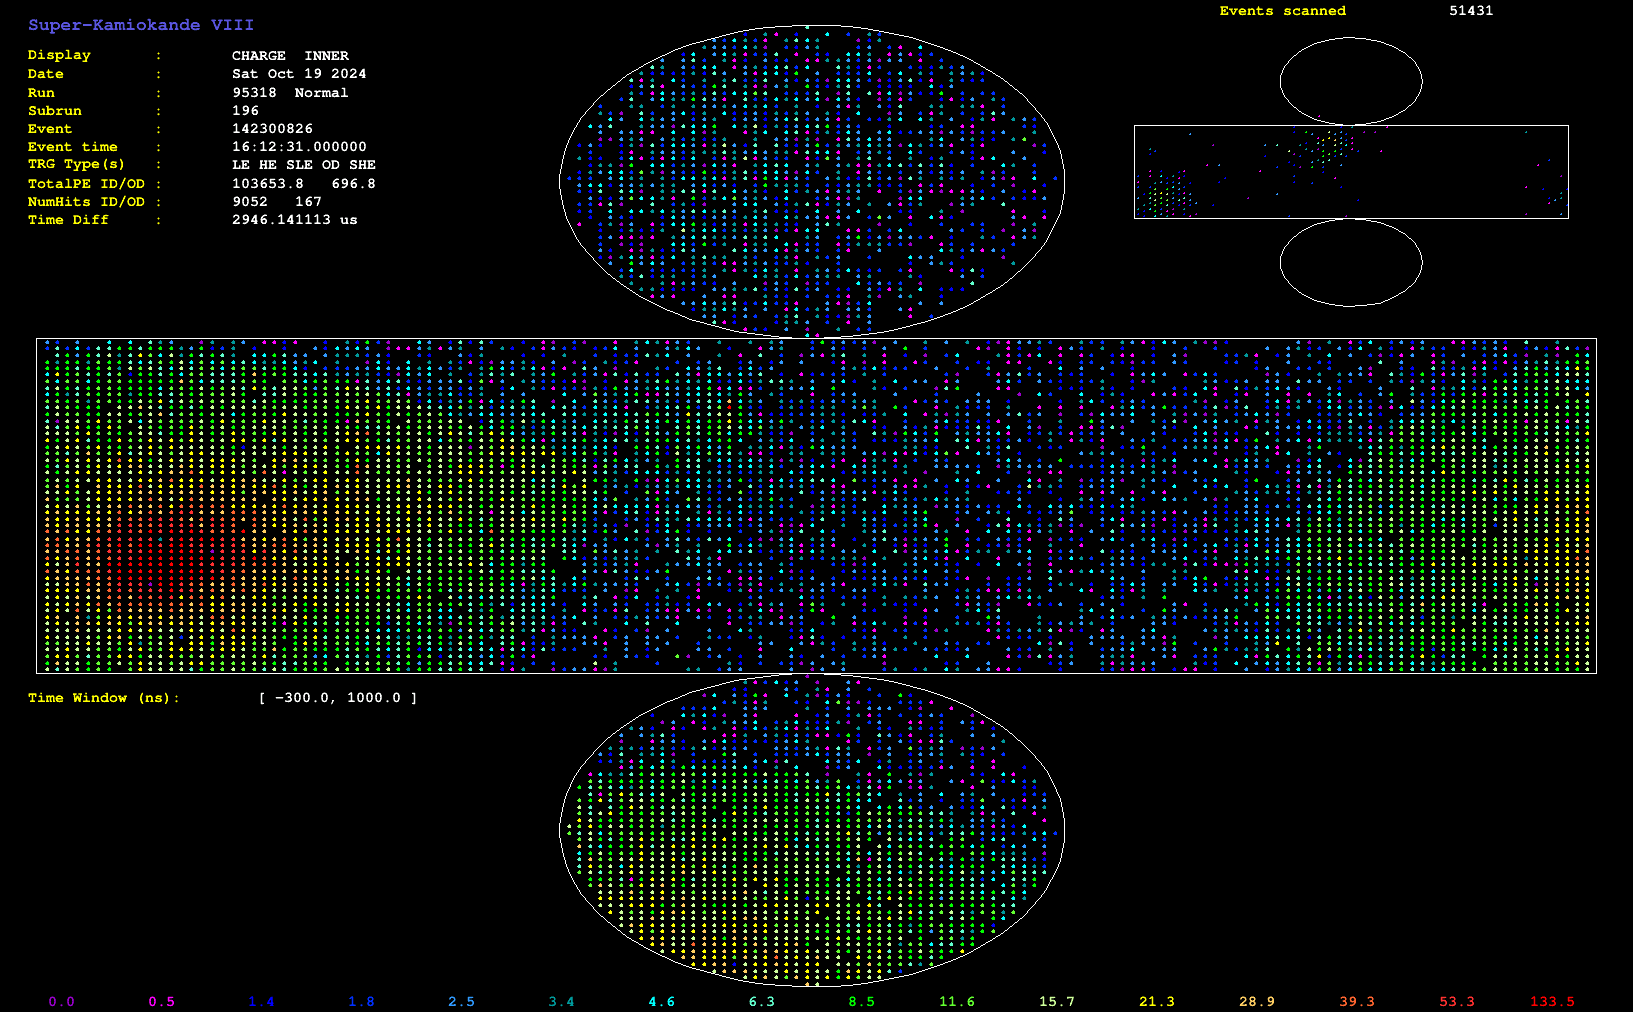 Super-Kamiokande VIII
Events scanned 51431
Display : CHARGE INNER
Date : Sat Oct 19 2024
Run : 95318 Normal
Subrun : 196
Event : 142300826
Event time : 16:12:31.000000
TRG Type(s) : LE HE SLE OD SHE
TotalPE ID/OD : 103653.8 696.8
NumHits ID/OD : 9052 167
Time Diff : 2946.141113 us
Time Window (ns): [ −300.0, 1000.0 ]
0.0 0.5 1.4 1.8 2.5 3.4 4.6 6.3 8.5 11.6 15.7 21.3 28.9 39.3 53.3 133.5